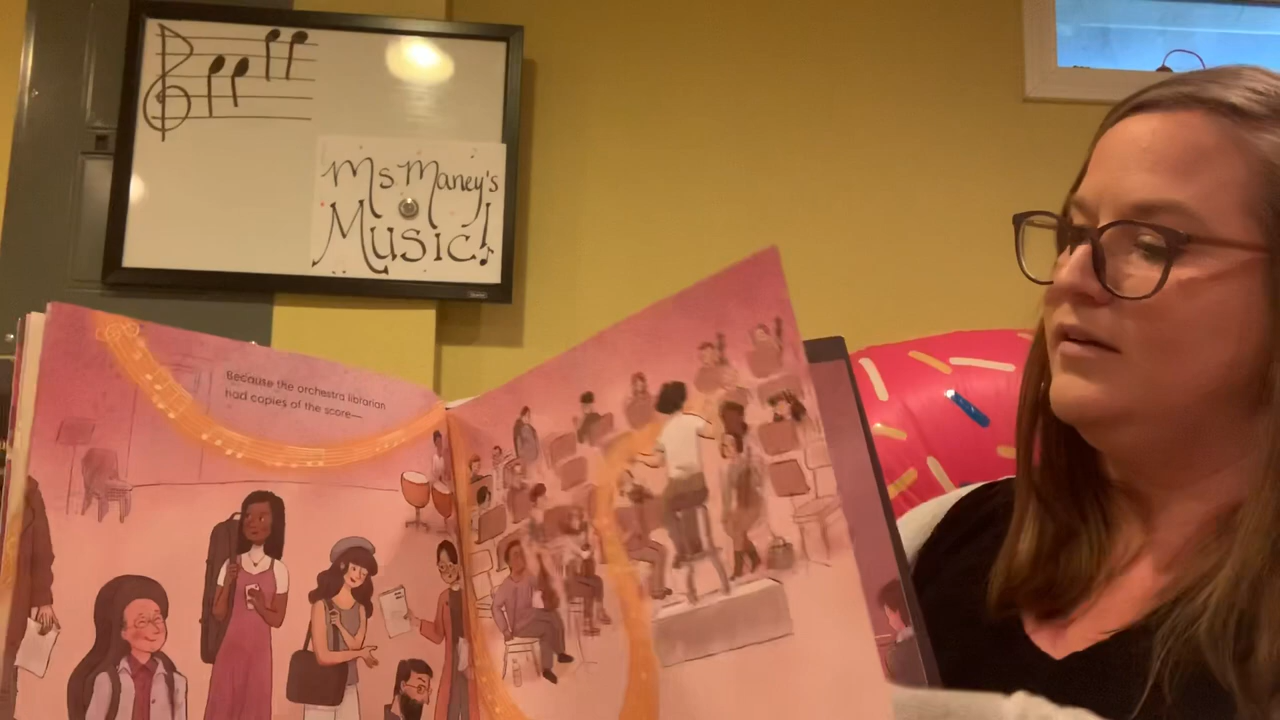 Ms. Maney's
Music!
Because the orchestra librarian
had copies of the score—